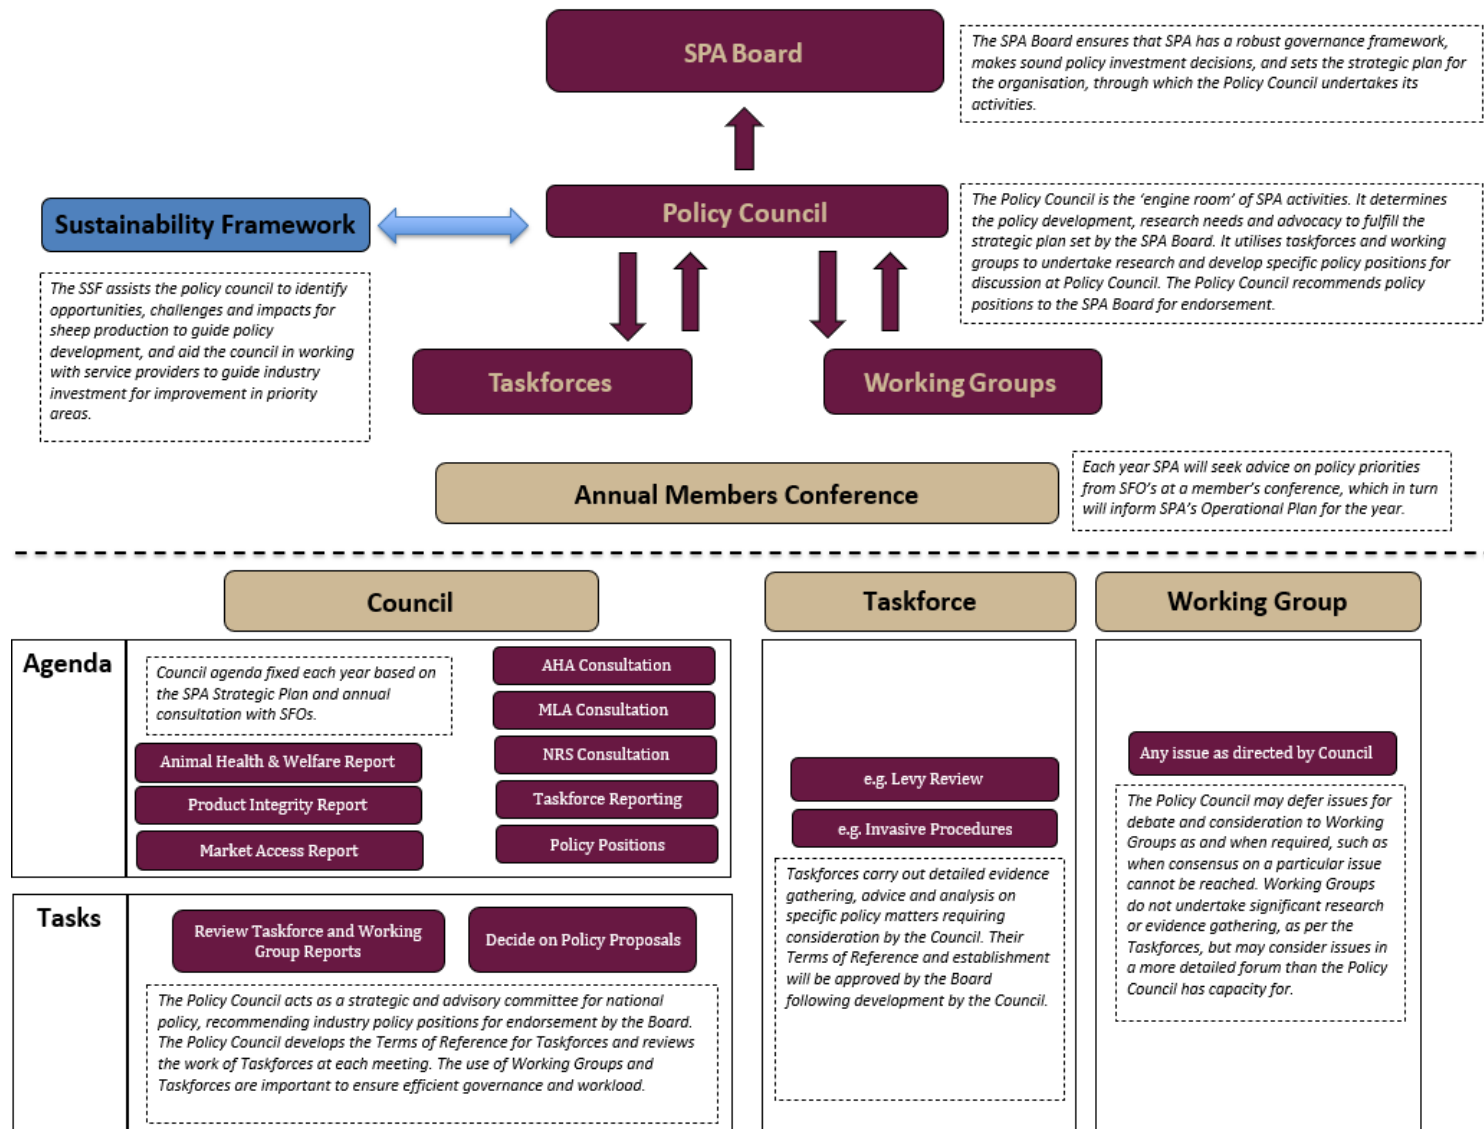 SPA Board
The SPA Board ensures that SPA has a robust governance framework,
makes sound policy investment decisions, and sets the strategic plan for
the organisation, through which the Policy Council undertakes its
activities.
Sustainability Framework
Policy Council
The Policy Council is the ‘engine room’ of SPA activities. It determines
the policy development, research needs and advocacy to fulfill the
strategic plan set by the SPA Board. It utilises taskforces and working
groups to undertake research and develop specific policy positions for
discussion at Policy Council. The Policy Council recommends policy
positions to the SPA Board for endorsement.
The SSF assists the policy council to identify
opportunities, challenges and impacts for
sheep production to guide policy
development, and aid the council in working
with service providers to guide industry
investment for improvement in priority
areas.
Taskforces
Working Groups
Annual Members Conference
Each year SPA will seek advice on policy priorities
from SFO’s at a member’s conference, which in turn
will inform SPA’s Operational Plan for the year.
Council
Agenda
Council agenda fixed each year based on
the SPA Strategic Plan and annual
consultation with SFOs.
Animal Health & Welfare Report
Product Integrity Report
Market Access Report
AHA Consultation
MLA Consultation
NRS Consultation
Taskforce Reporting
Policy Positions
Tasks
Review Taskforce and Working
Group Reports
Decide on Policy Proposals
The Policy Council acts as a strategic and advisory committee for national
policy, recommending industry policy positions for endorsement by the Board.
The Policy Council develops the Terms of Reference for Taskforces and reviews
the work of Taskforces at each meeting. The use of Working Groups and
Taskforces are important to ensure efficient governance and workload.
Taskforce
e.g. Levy Review
e.g. Invasive Procedures
Taskforces carry out detailed evidence
gathering, advice and analysis on
specific policy matters requiring
consideration by the Council. Their
Terms of Reference and establishment
will be approved by the Board
following development by the Council.
Working Group
Any issue as directed by Council
The Policy Council may defer issues for
debate and consideration to Working
Groups as and when required, such as
when consensus on a particular issue
cannot be reached. Working Groups
do not undertake significant research
or evidence gathering, as per the
Taskforces, but may consider issues in
a more detailed forum than the Policy
Council has capacity for.